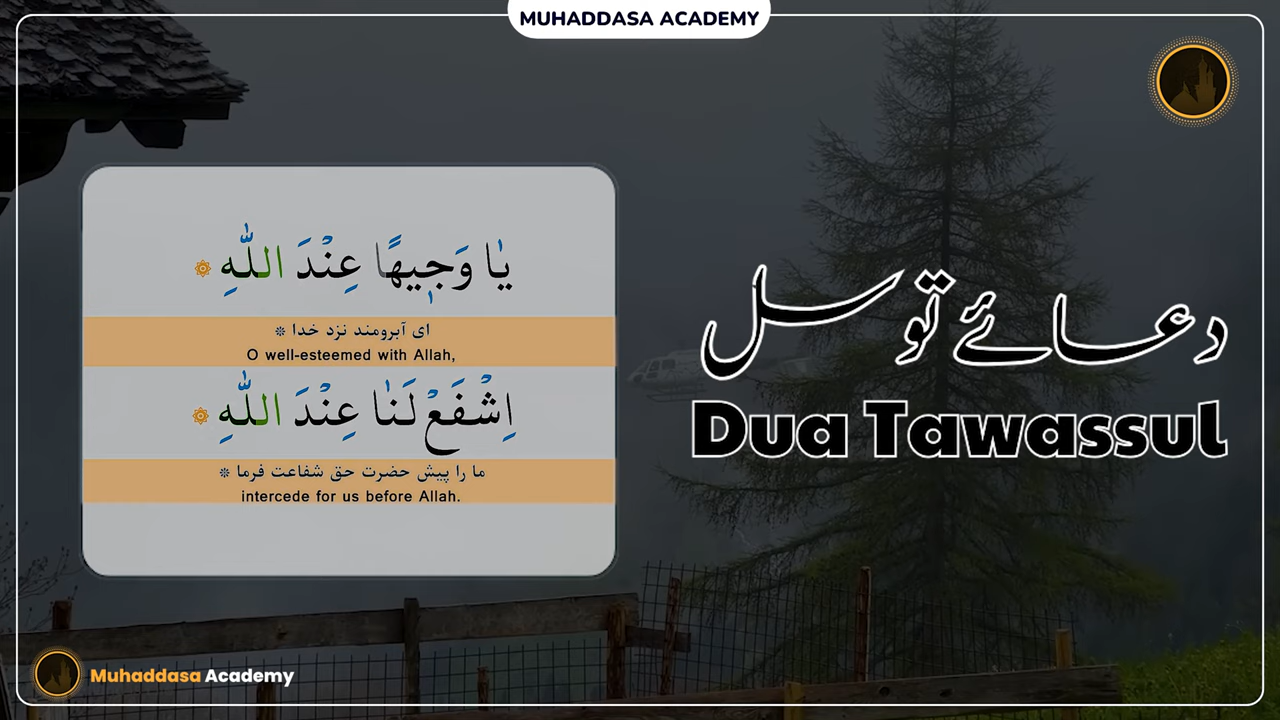 MUHADDASA ACADEMY
يٰا وَجِيهًا عِنْدَ اللّٰهِ
ای آبرومند نزد خدا
O well-esteemed with Allah,
اِشْفَعْ لَنٰا عِنْدَ اللّٰهِ
ما را پیش حضرت حق شفاعت فرما
intercede for us before Allah.
دعائے توسل
Dua Tawassul
Muhaddasa Academy